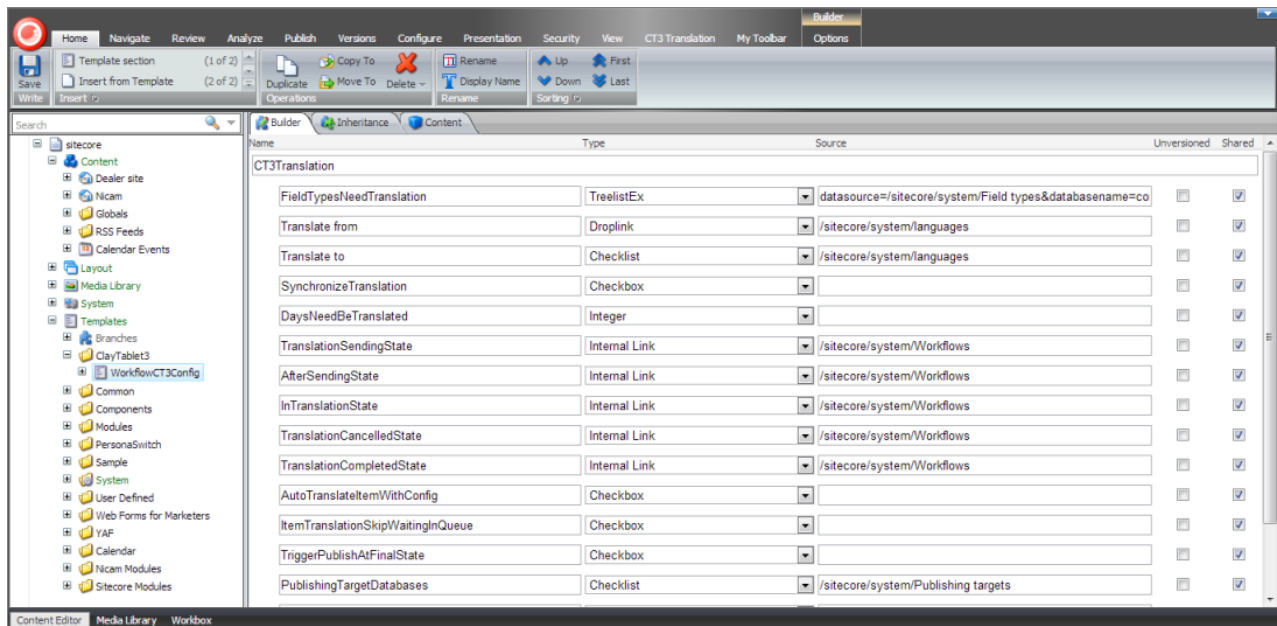 Builder
Home Navigate Review Analyze Publish Versions Configure Presentation Security View CT3 Translation My Toolbar Options
Save
Write
Template section (1 of 2)
Insert from Template (2 of 2)
Insert
Duplicate
Copy To
Move To
Delete
Operations
Rename
Display Name
Rename
Up First
Down Last
Sorting
Search
sitecore
Content
Dealer site
Nicam
Globals
RSS Feeds
Calendar Events
Layout
Media Library
System
Templates
Branches
ClayTablet3
WorkflowCT3Config
Common
Components
Modules
PersonaSwitch
Sample
System
User Defined
Web Forms for Marketers
YAF
Calendar
Nicam Modules
Sitecore Modules
Builder Inheritance Content
Name Type Source Unversioned Shared
CT3Translation
FieldTypesNeedTranslation TreelistEx datasource=/sitecore/system/Field types&databasename=co
Translate from Droplink /sitecore/system/languages
Translate to Checklist /sitecore/system/languages
SynchronizeTranslation Checkbox
DaysNeedBeTranslated Integer
TranslationSendingState Internal Link /sitecore/system/Workflows
AfterSendingState Internal Link /sitecore/system/Workflows
InTranslationState Internal Link /sitecore/system/Workflows
TranslationCancelledState Internal Link /sitecore/system/Workflows
TranslationCompletedState Internal Link /sitecore/system/Workflows
AutoTranslateItemWithConfig Checkbox
ItemTranslationSkipWaitingInQueue Checkbox
TriggerPublishAtFinalState Checkbox
PublishingTargetDatabases Checklist /sitecore/system/Publishing targets
Content Editor Media Library Workbox